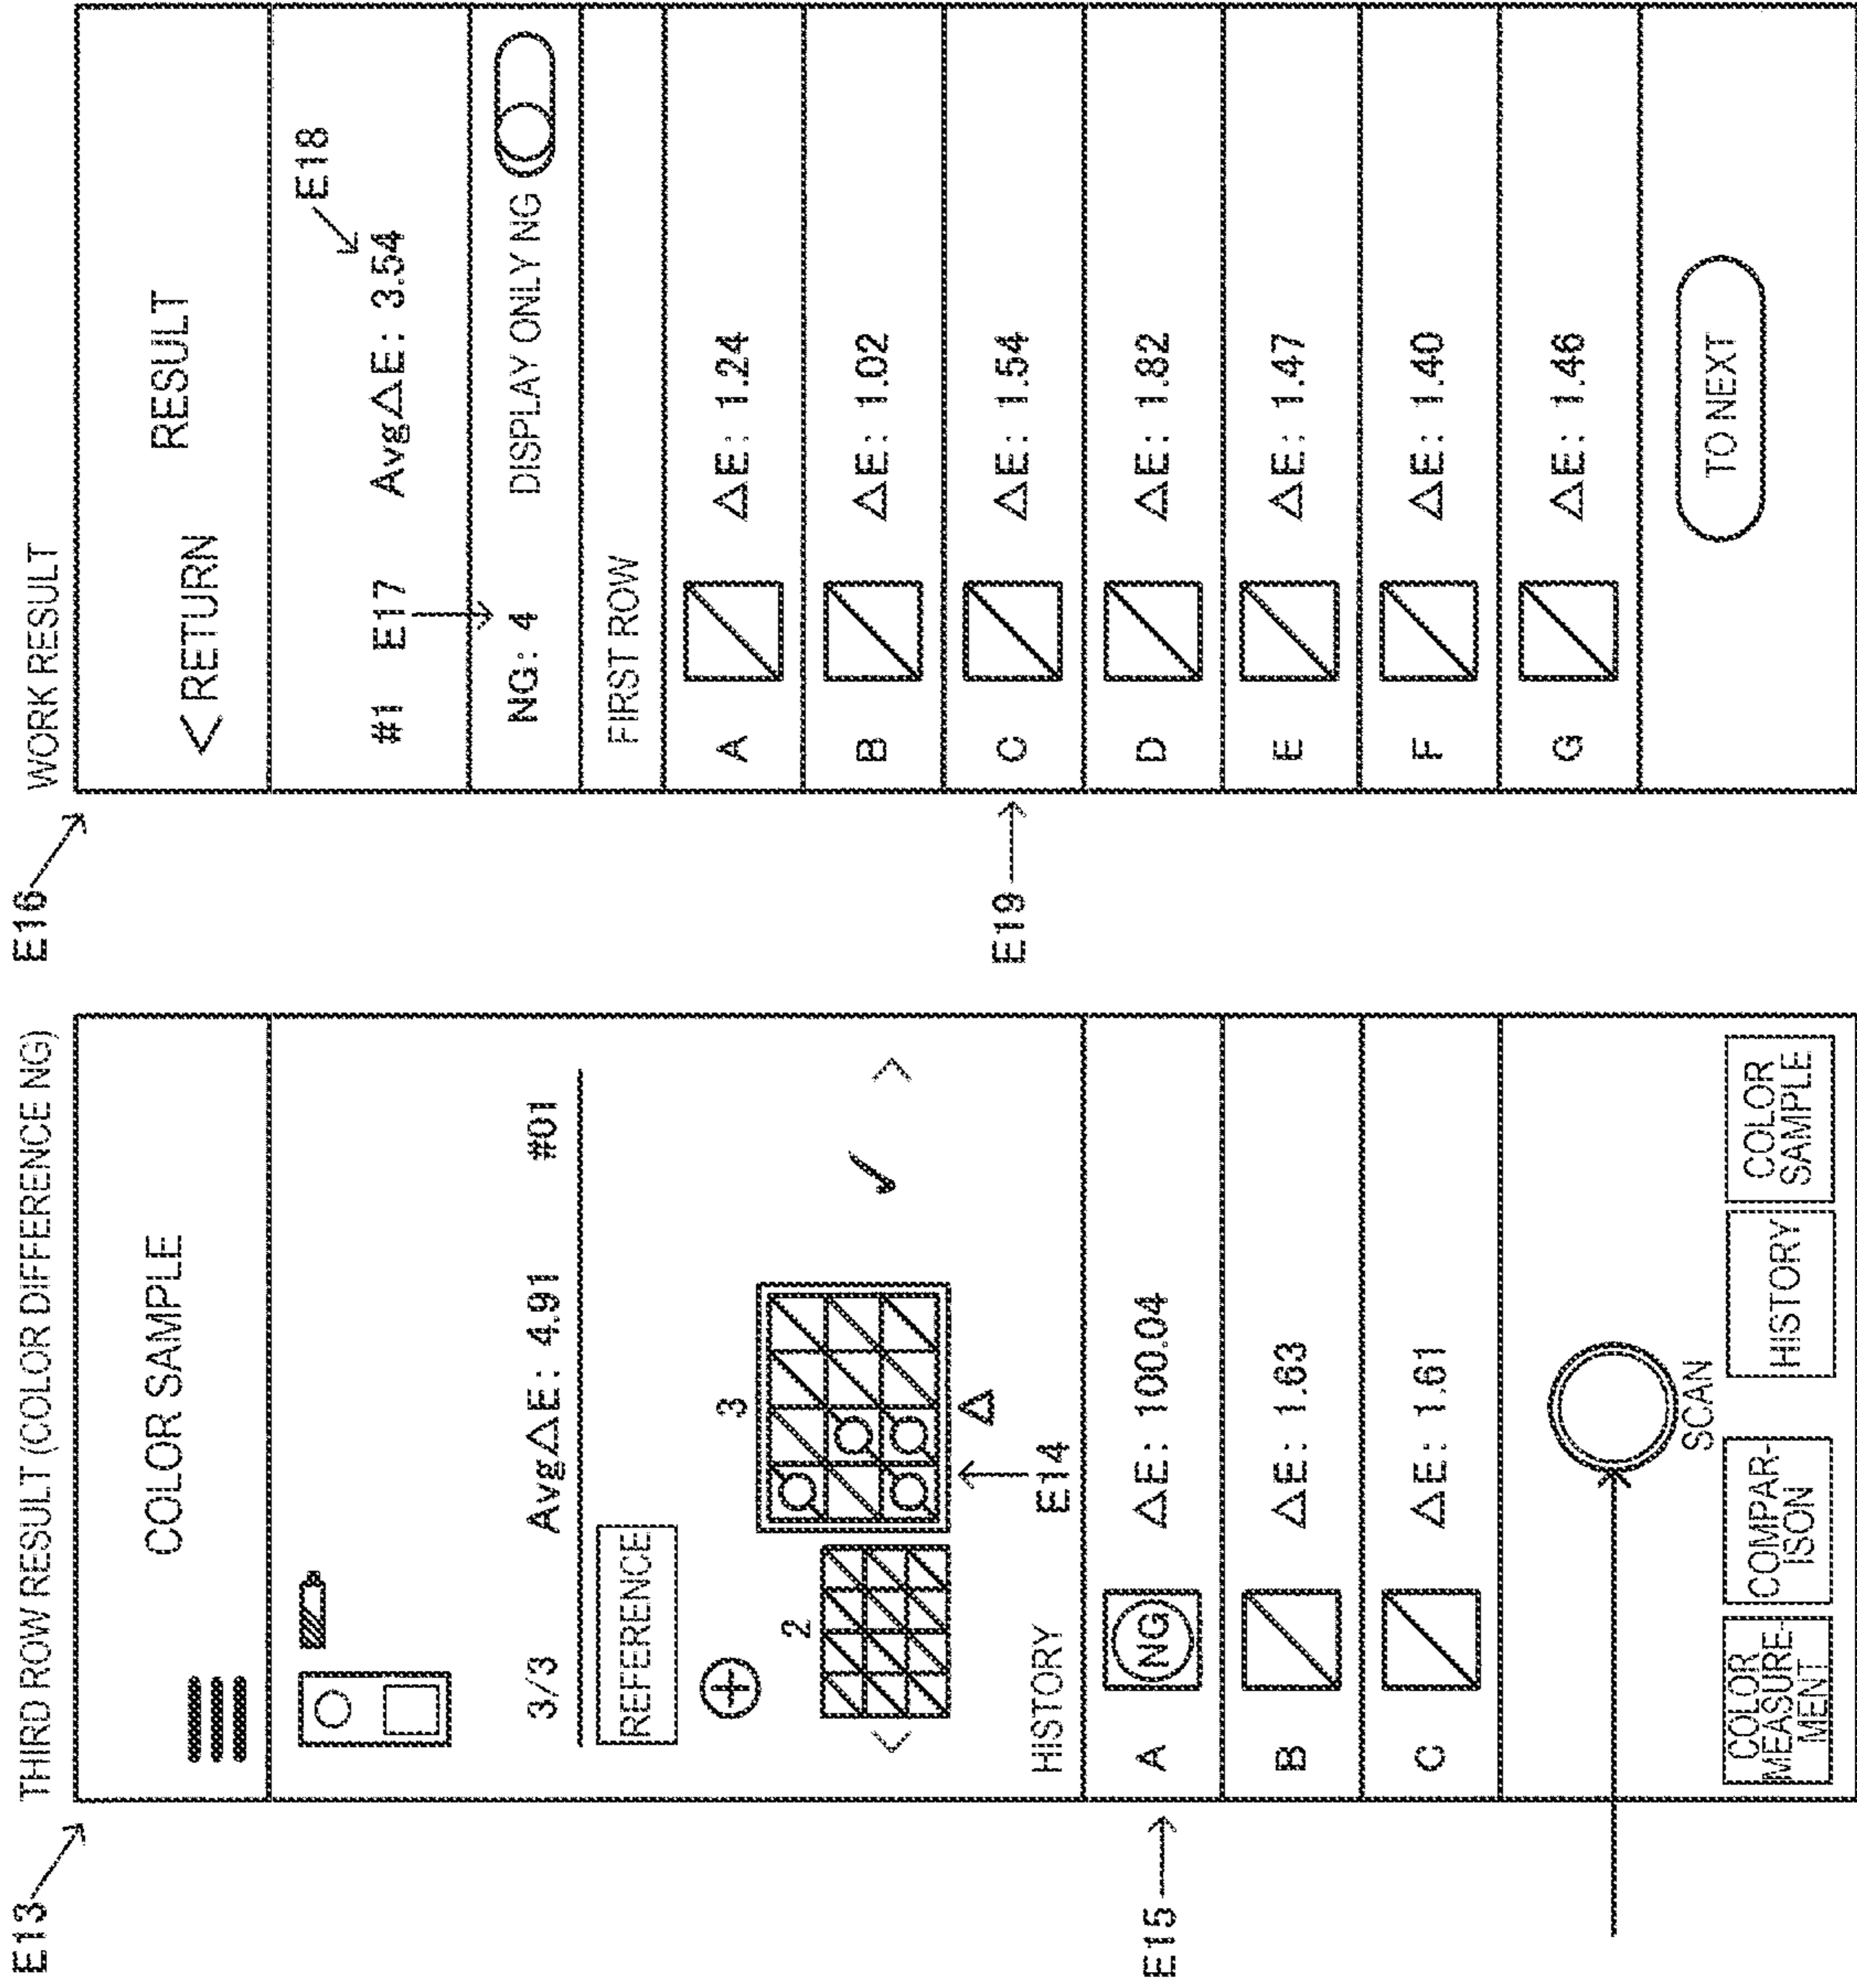 E13
THIRD ROW RESULT (COLOR DIFFERENCE NG)
COLOR SAMPLE
3/3 AvgΔE: 4.91 #01
REFERENCE
2 3
E14
HISTORY
E15
A NG ΔE: 100.04
B ΔE: 1.63
C ΔE: 1.61
SCAN
COLOR
MEASURE-
MENT
COMPAR-
ISON
HISTORY
COLOR
SAMPLE
E16
WORK RESULT
<RETURN RESULT
E18
#1 E17 AvgΔE: 3.54
NG: 4 DISPLAY ONLY NG
FIRST ROW
A ΔE: 1.24
B ΔE: 1.02
E19
C ΔE: 1.54
D ΔE: 1.82
E ΔE: 1.47
F ΔE: 1.40
G ΔE: 1.46
TO NEXT